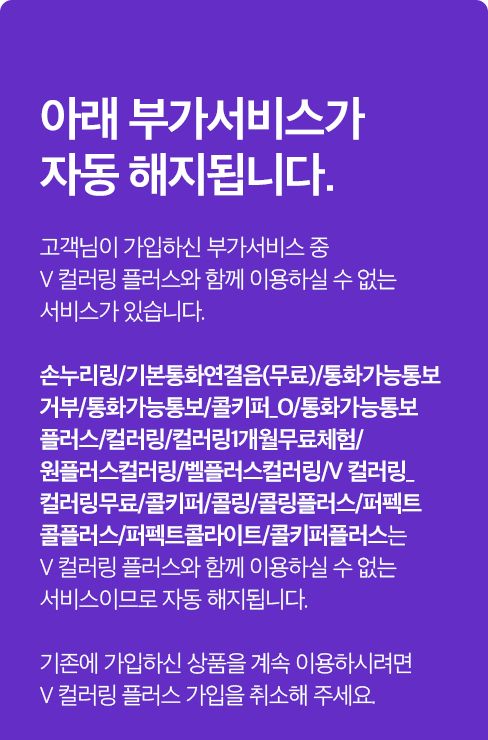 아래 부가서비스가
자동 해지됩니다.
고객님이 가입하신 부가서비스 중
V 컬러링 플러스와 함께 이용하실 수 없는
서비스가 있습니다.
손누리링/기본통화연결음(무료)/통화가능통보
거부/통화가능통보/콜키퍼_O/통화가능통보
플러스/컬러링/컬러링1개월무료체험/
원플러스컬러링/벨플러스컬러링/V 컬러링_
컬러링무료/콜키퍼/콜링/콜링플러스/퍼펙트
콜플러스/퍼펙트콜라이트/콜키퍼플러스는
V 컬러링 플러스와 함께 이용하실 수 없는
서비스이므로 자동 해지됩니다.
기존에 가입하신 상품을 계속 이용하시려면
V 컬러링 플러스 가입을 취소해 주세요.